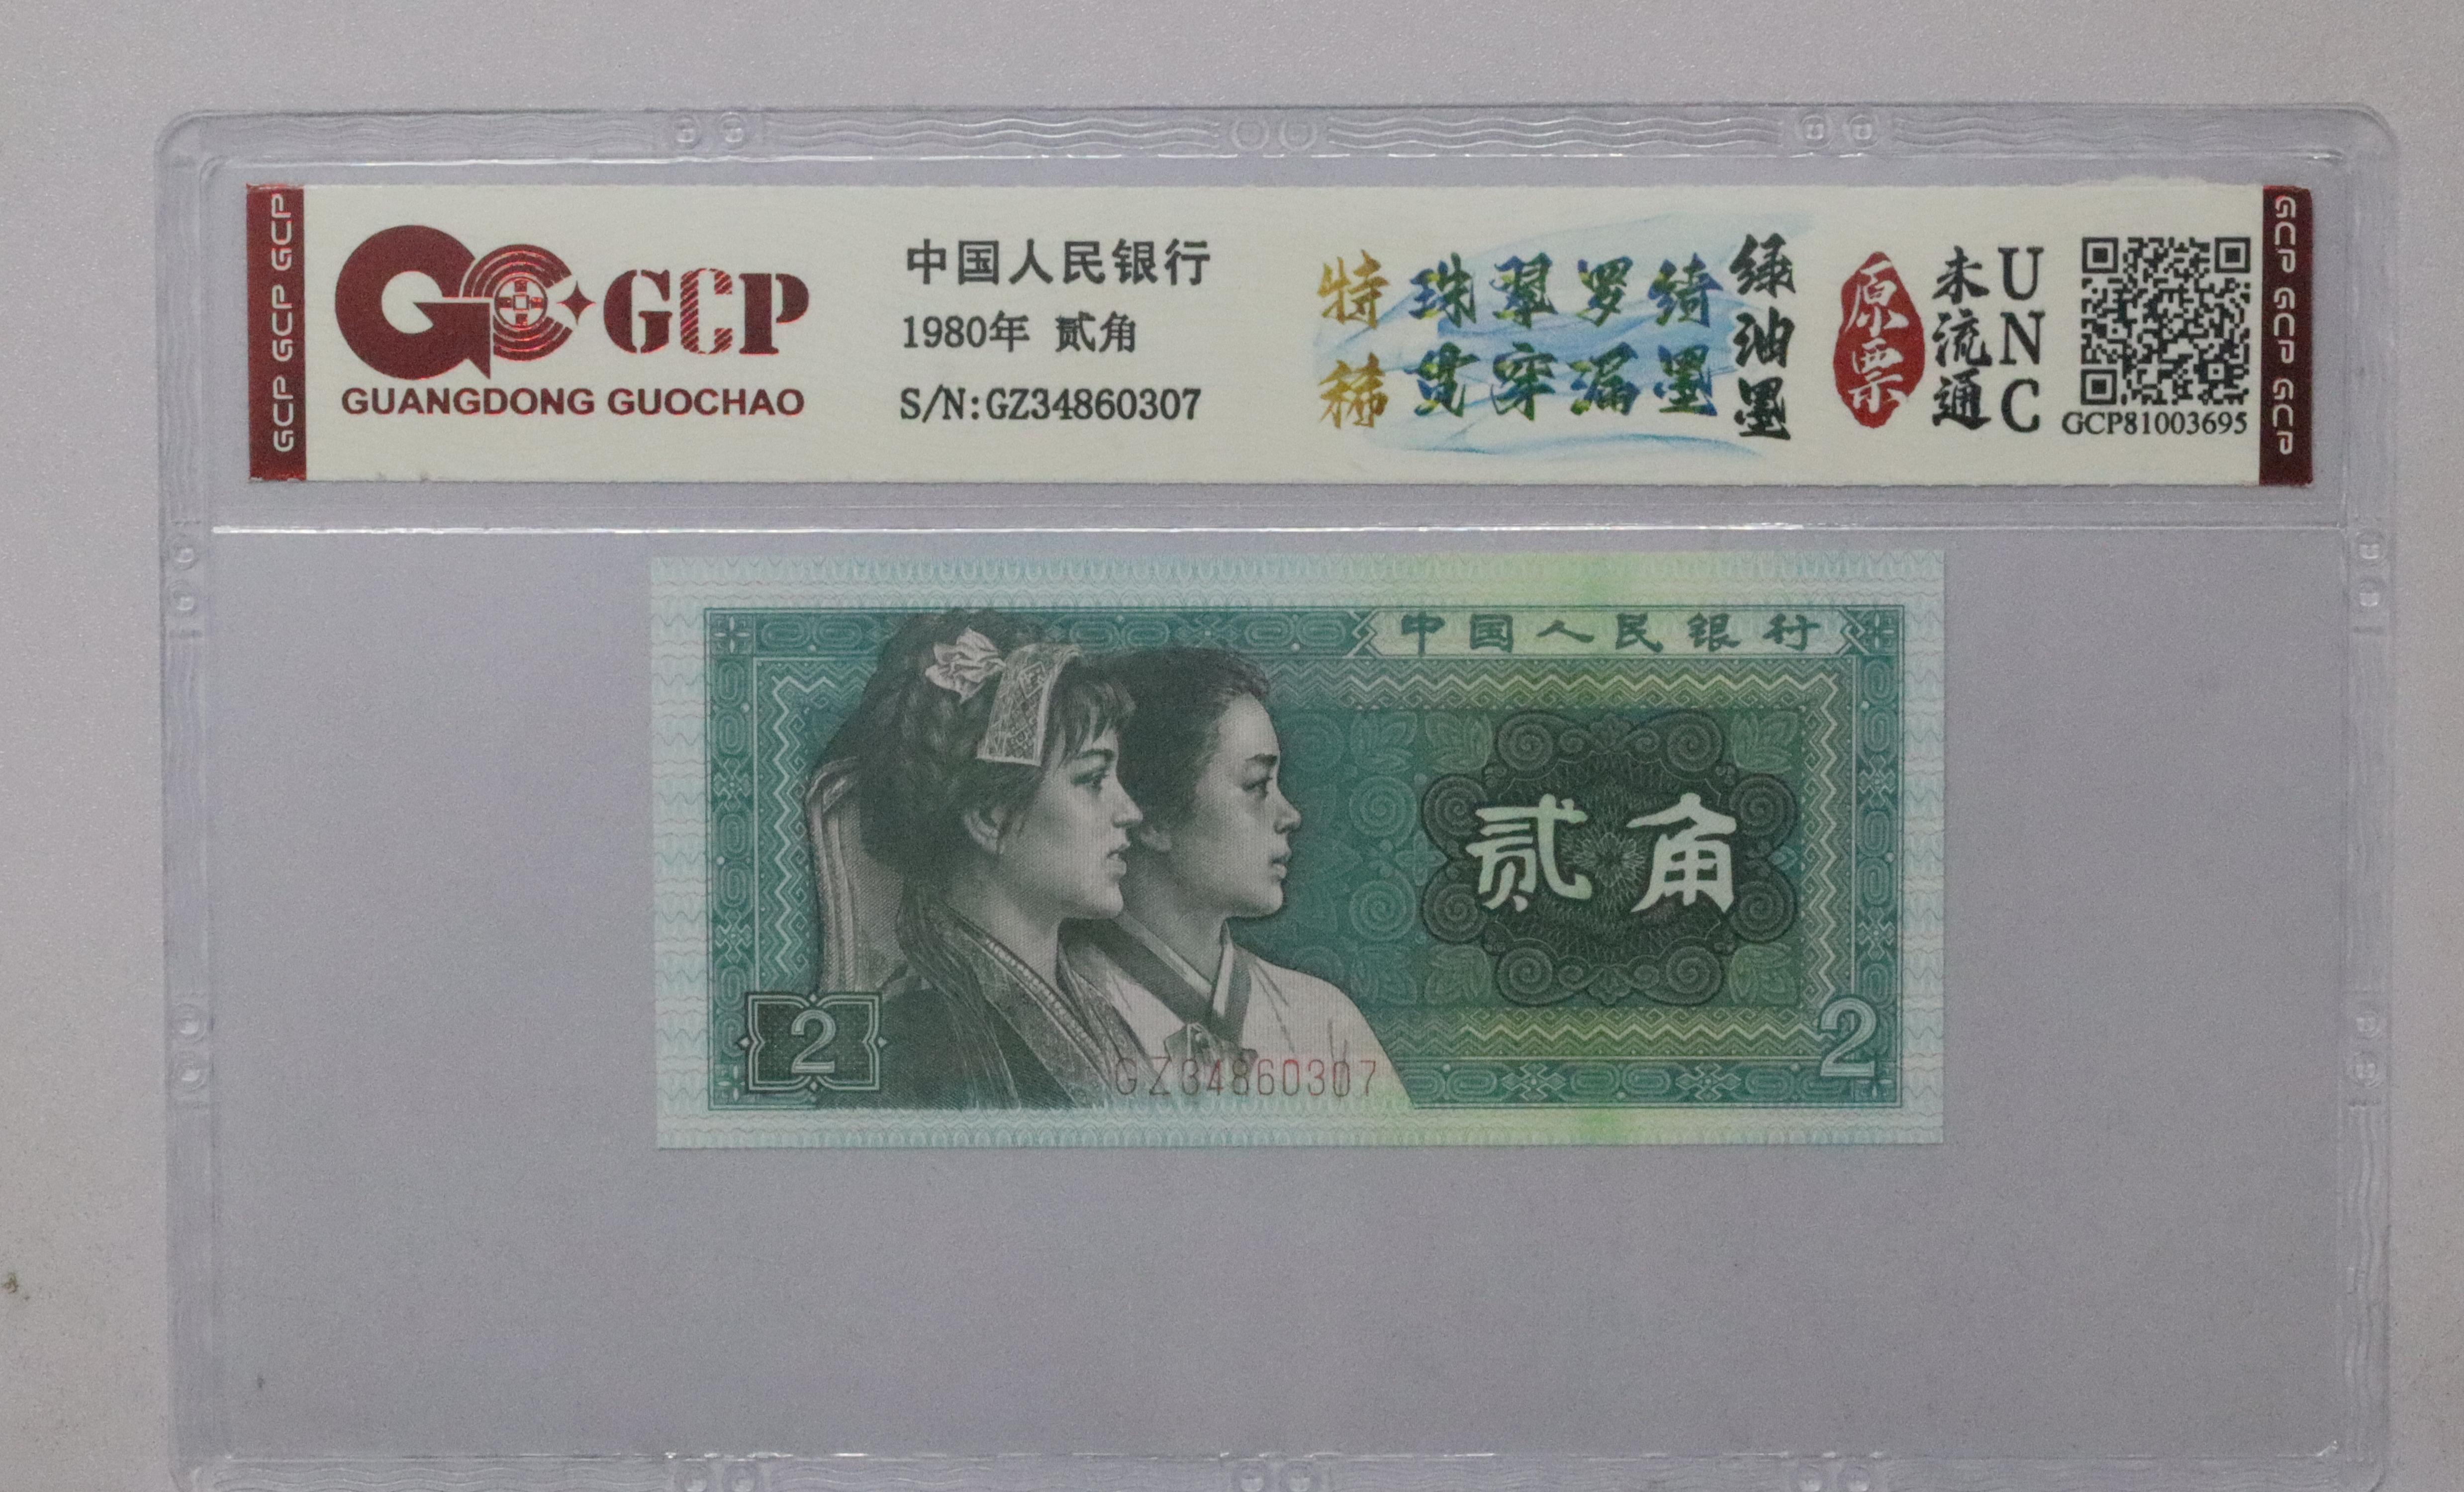 GCP GCP GCP
GCP
GUANGDONG GUOCHAO
中国人民银行
1980年 贰角
S/N:GZ34860307
特稀
珠翠罗绮
贯穿漏墨
绿油墨
原票
未流通
UNC
GCP81003695
GCP GCP GCP
中国人民银行
贰角
2
2
GZ34860307